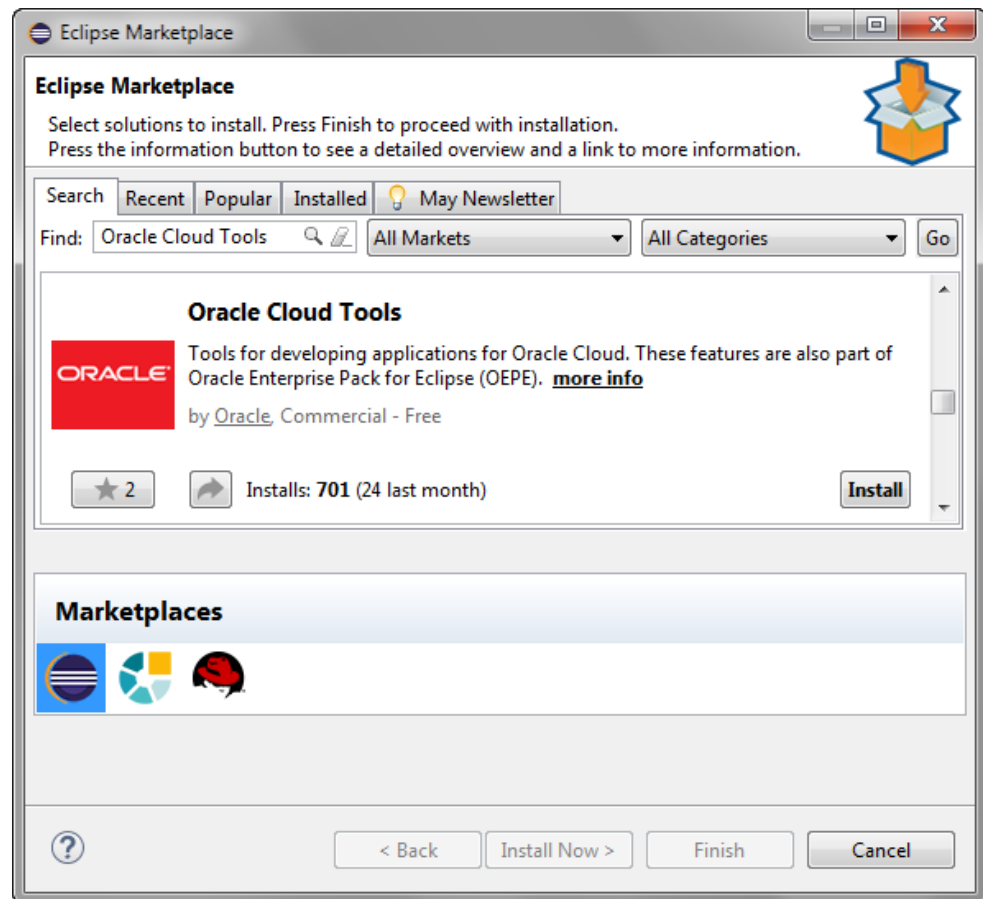 Eclipse Marketplace
Eclipse Marketplace
Select solutions to install. Press Finish to proceed with installation.
Press the information button to see a detailed overview and a link to more information.
Search Recent Popular Installed May Newsletter
Find: Oracle Cloud Tools All Markets All Categories Go
Oracle Cloud Tools
ORACLE
Tools for developing applications for Oracle Cloud. These features are also part of
Oracle Enterprise Pack for Eclipse (OEPE). more info
by Oracle, Commercial - Free
2 Installs: 701 (24 last month) Install
Marketplaces
? < Back Install Now > Finish Cancel